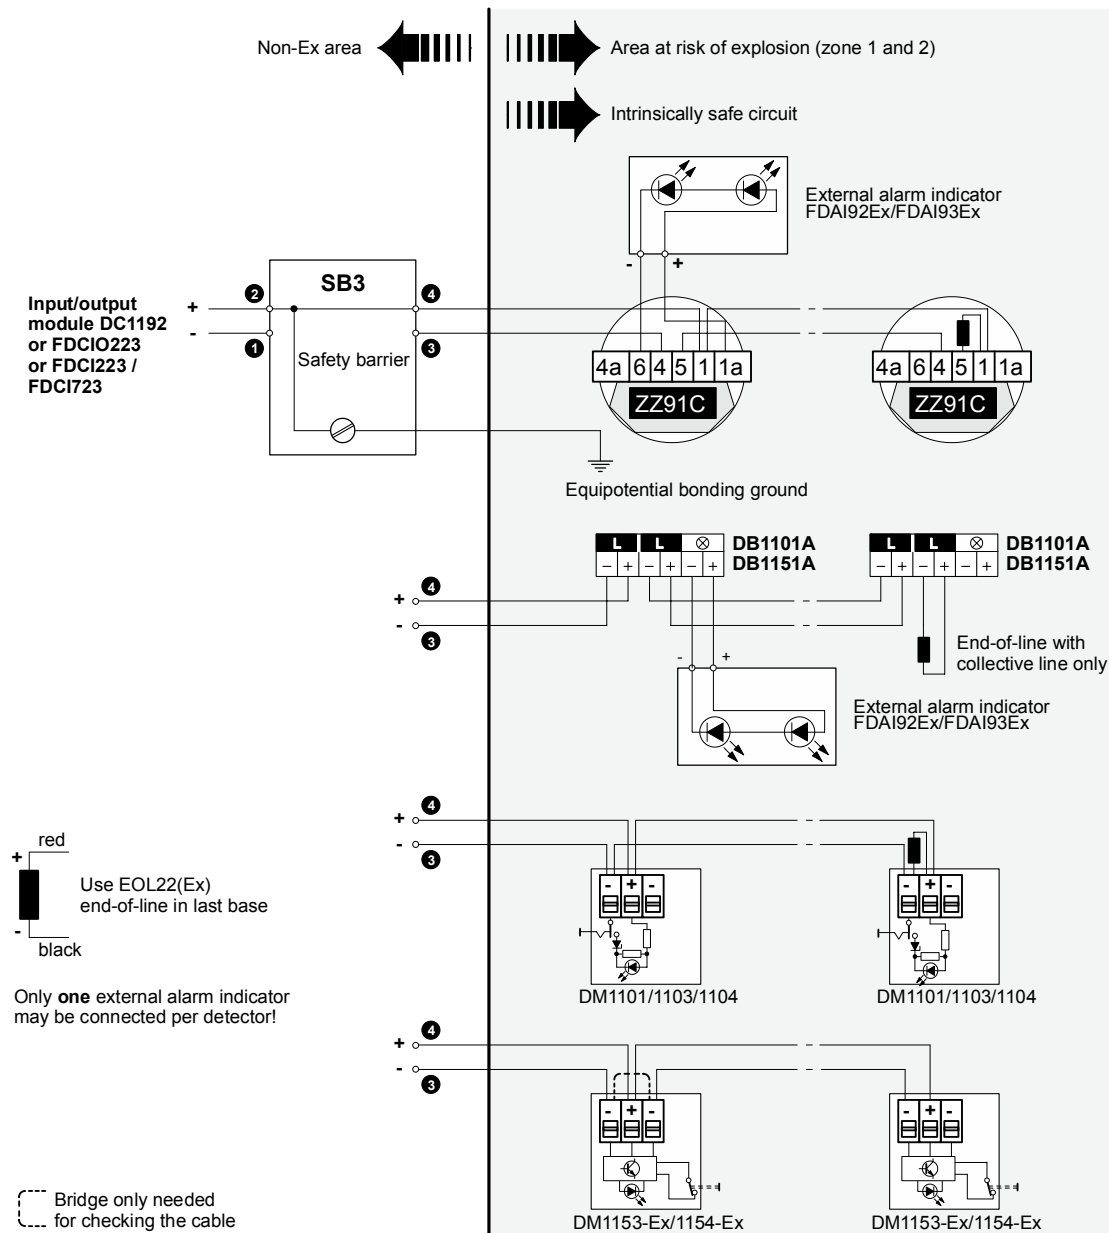 Non-Ex area
Area at risk of explosion (zone 1 and 2)
Intrinsically safe circuit
External alarm indicator
FDAI92Ex/FDAI93Ex
- +
Input/output
module DC1192
or FDCIO223
or FDCI223 /
FDCI723
+
-
2
1
SB3
Safety barrier
4
3
4a 6 4 5 1 1a
ZZ91C
4a 6 4 5 1 1a
ZZ91C
Equipotential bonding ground
L L
- + - + - +
DB1101A
DB1151A
L L
- + - + - +
DB1101A
DB1151A
+ 4
- 3
- +
End-of-line with
collective line only
External alarm indicator
FDAI92Ex/FDAI93Ex
+ 4
- 3
red
+
-
black
Use EOL22(Ex)
end-of-line in last base
- + -
DM1101/1103/1104
- + -
DM1101/1103/1104
Only one external alarm indicator
may be connected per detector!
+ 4
- 3
- + -
DM1153-Ex/1154-Ex
- + -
DM1153-Ex/1154-Ex
Bridge only needed
for checking the cable